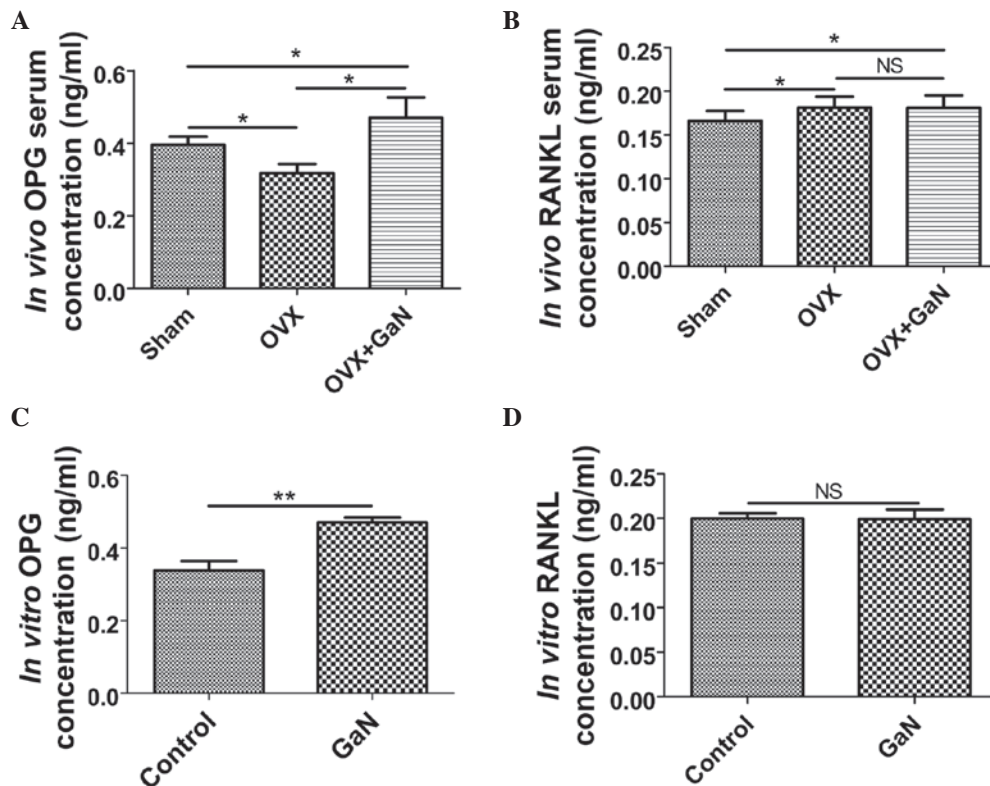 A
In vivo OPG serum
concentration (ng/ml)
0.6
0.4
0.2
0.0
*
*
*
Sham
OVX
OVX+GaN
B
In vivo RANKL serum
concentration (ng/ml)
0.25
0.20
0.15
0.10
0.05
0.00
*
NS
*
Sham
OVX
OVX+GaN
C
In vitro OPG
concentration (ng/ml)
0.6
0.4
0.2
0.0
**
Control
GaN
D
In vitro RANKL
concentration (ng/ml)
0.25
0.20
0.15
0.10
0.05
0.00
NS
Control
GaN